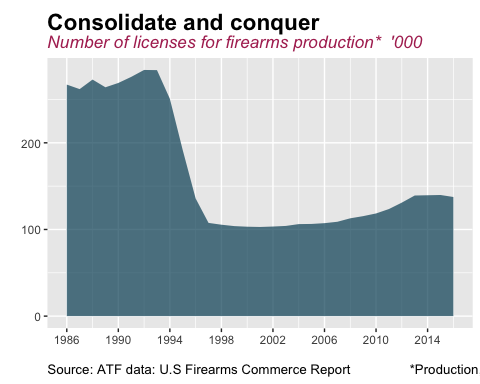 Consolidate and conquer
Number of licenses for firearms production*  '000
200
100
0
1986 1990 1994 1998 2002 2006 2010 2014
Source: ATF data: U.S Firearms Commerce Report *Production